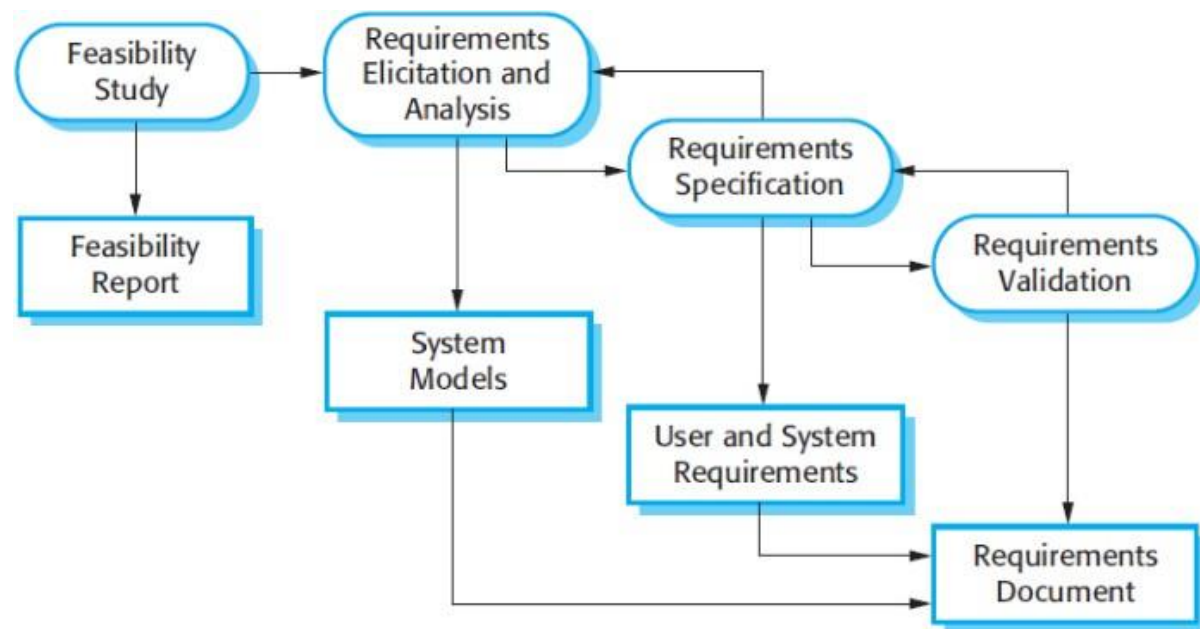 Feasibility
Study
Requirements
Elicitation and
Analysis
Requirements
Specification
Requirements
Validation
Feasibility
Report
System
Models
User and System
Requirements
Requirements
Document